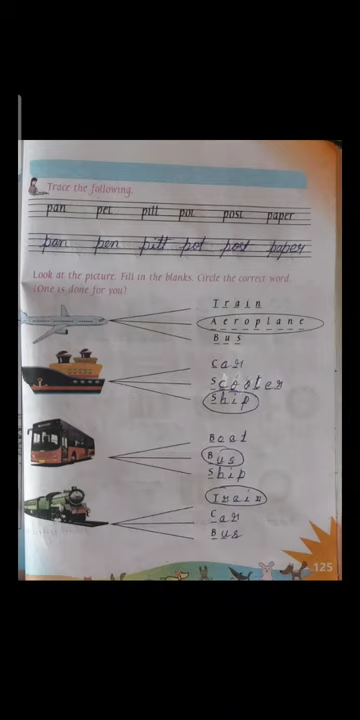 Trace the following.
pan pet pill pot post paper
pan pen pitt pot post paper
Look at the picture. Fill in the blanks. Circle the correct word.
(One is done for you)
Train
Aeroplane
Bus
Car
Scooter
Ship
Boat
Bus
Ship
Train
Car
Bus
125